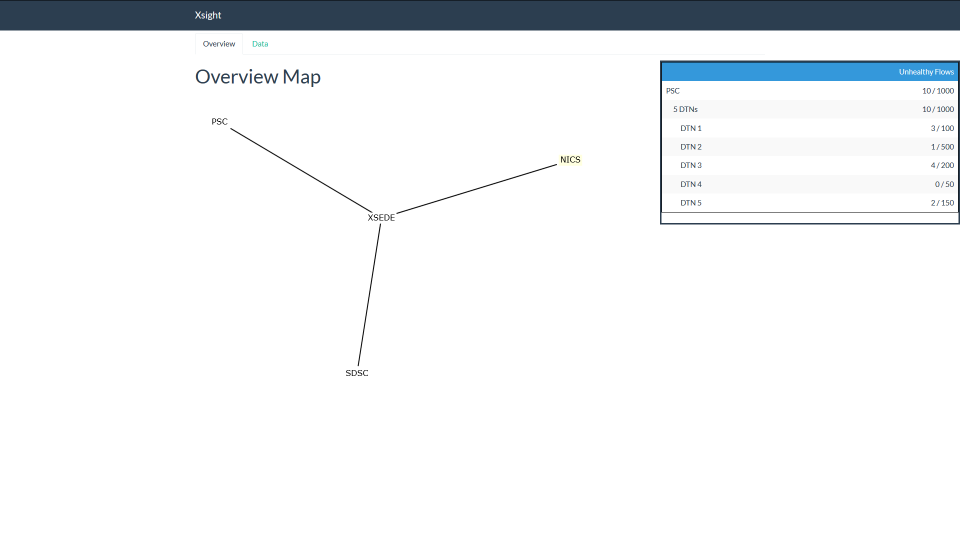 Xsight
Overview Data
Overview Map
PSC
NICS
XSEDE
SDSC
Unhealthy Flows
PSC 10 / 1000
5 DTNs 10 / 1000
DTN 1 3 / 100
DTN 2 1 / 500
DTN 3 4 / 200
DTN 4 0 / 50
DTN 5 2 / 150